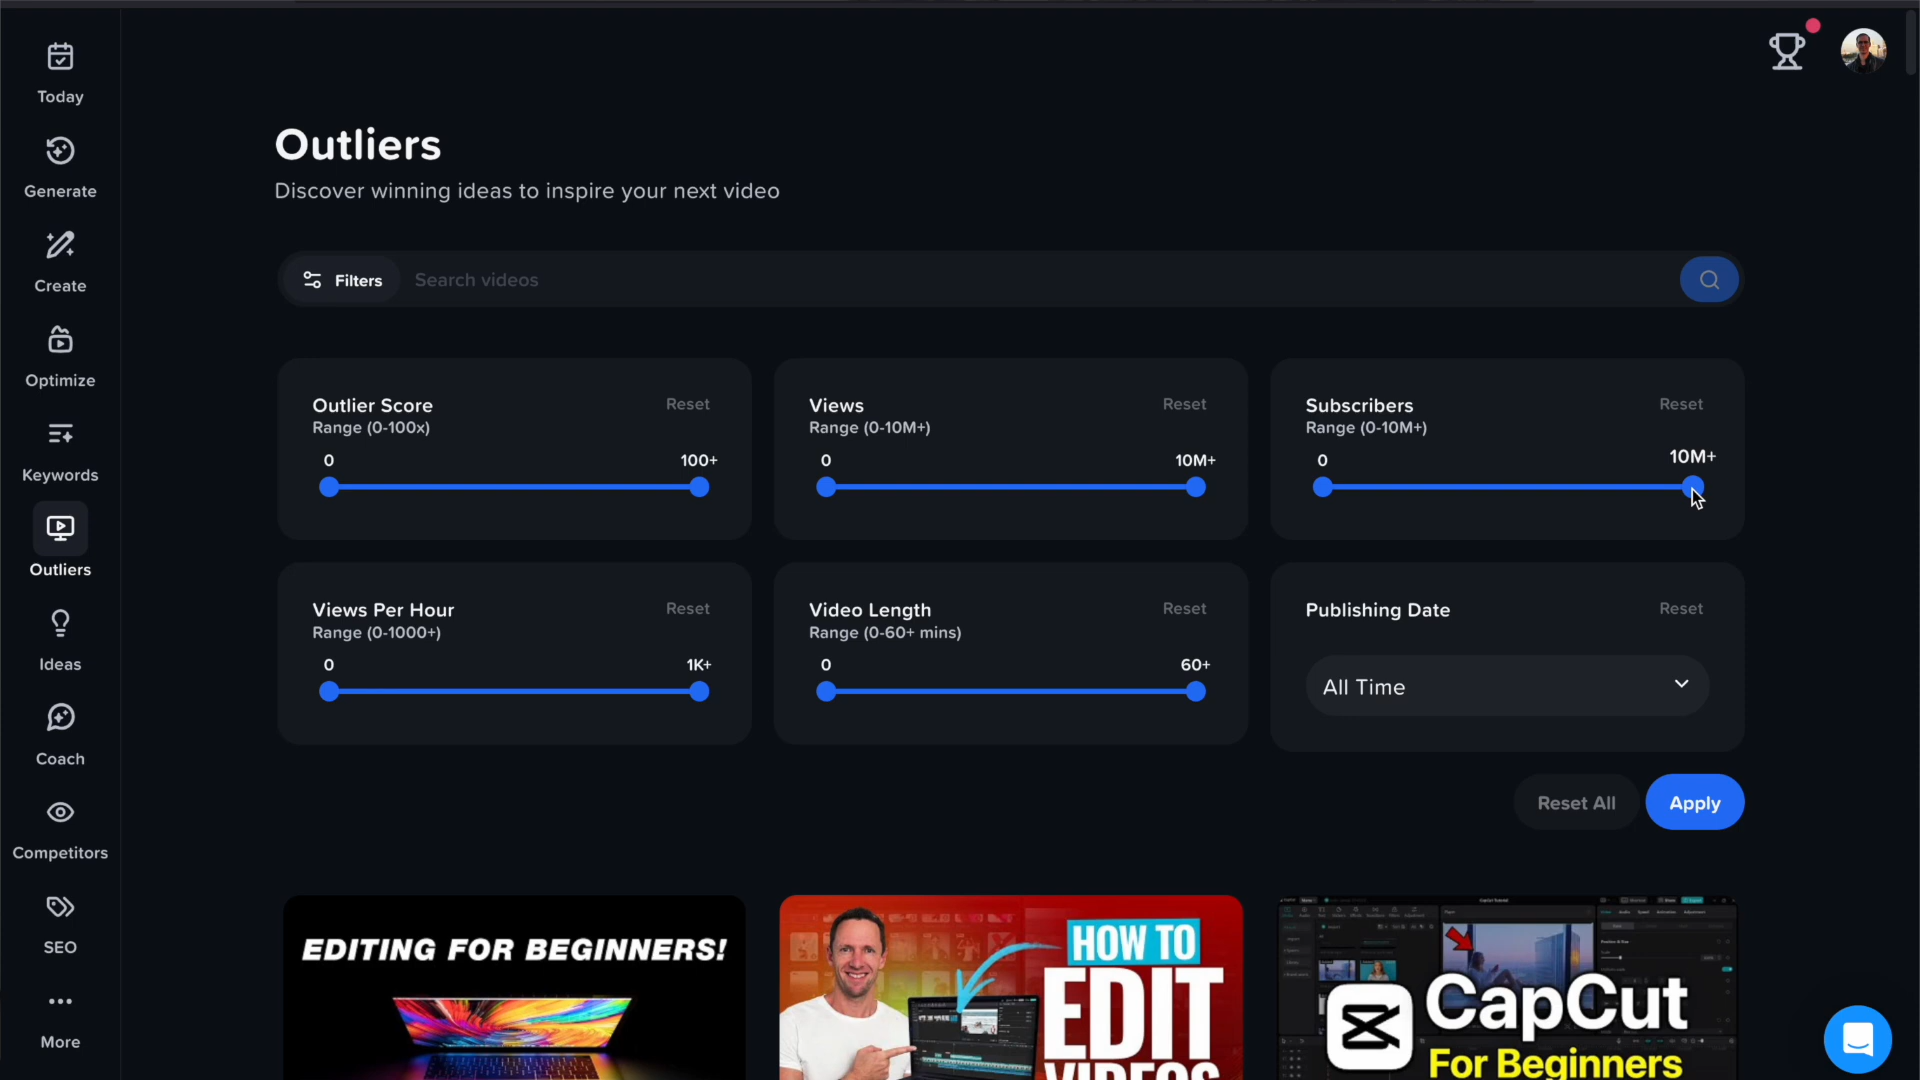 Today
Generate
Create
Optimize
Keywords
Outliers
Ideas
Coach
Competitors
SEO
More
Outliers
Discover winning ideas to inspire your next video
Filters
Search videos
Outlier Score
Reset
Range (0-100x)
0
100+
Views
Reset
Range (0-10M+)
0
10M+
Subscribers
Reset
Range (0-10M+)
0
10M+
Views Per Hour
Reset
Range (0-1000+)
0
1K+
Video Length
Reset
Range (0-60+ mins)
0
60+
Publishing Date
Reset
All Time
Reset All
Apply
EDITING FOR BEGINNERS!
HOW TO
EDIT
VIDEOS
CapCut
For Beginners